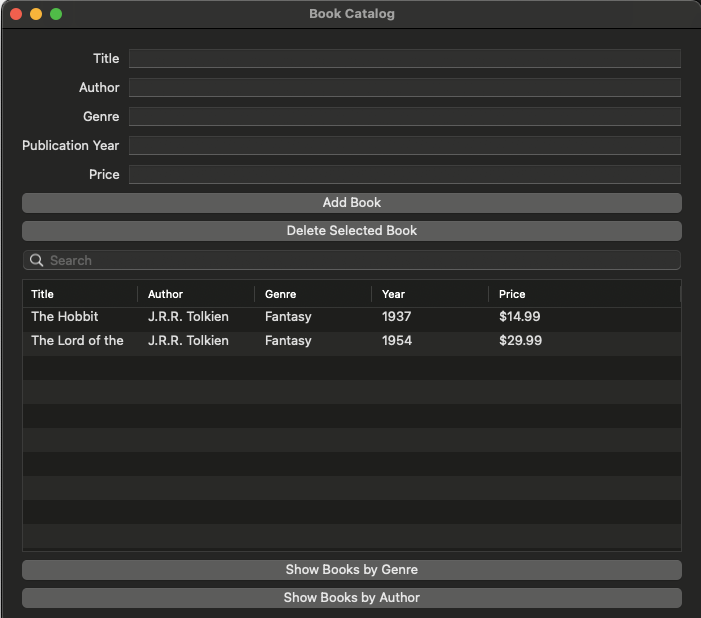 Book Catalog
Title
Author
Genre
Publication Year
Price
Add Book
Delete Selected Book
Search
Title Author Genre Year Price
The Hobbit J.R.R. Tolkien Fantasy 1937 $14.99
The Lord of the J.R.R. Tolkien Fantasy 1954 $29.99
Show Books by Genre
Show Books by Author